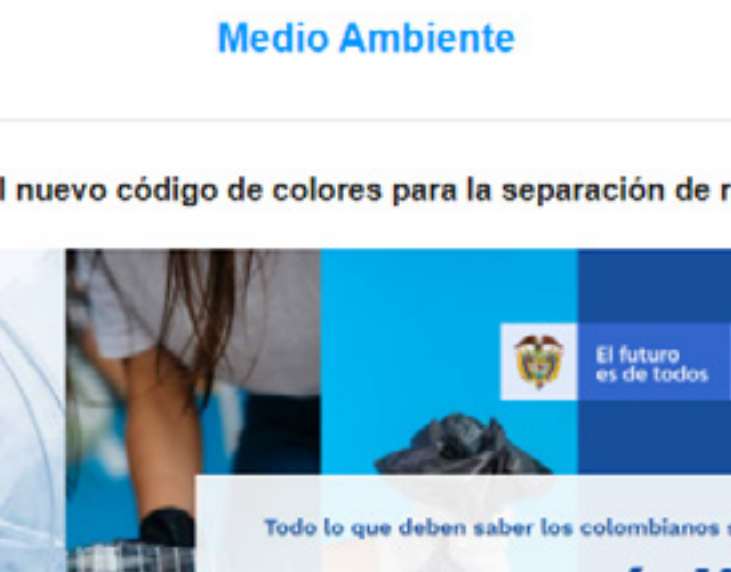 Medio Ambiente
nuevo código de colores para la separación de
El futuro
es de todos
Todo lo que deben saber los colombianos